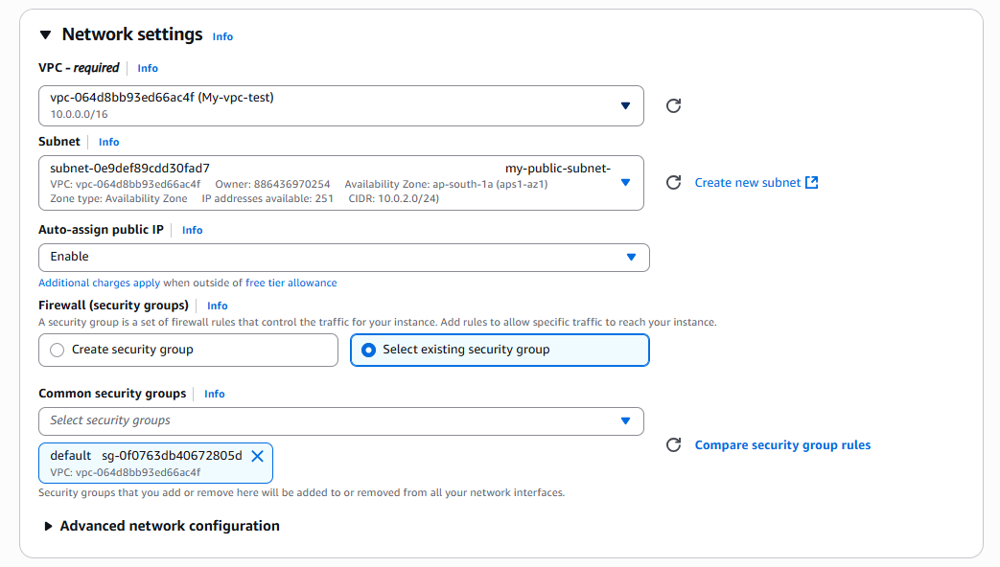 Network settings Info
VPC - required Info
vpc-064d8bb93ed66ac4f (My-vpc-test)
10.0.0.0/16
Subnet Info
subnet-0e9def89cdd30fad7 my-public-subnet-
VPC: vpc-064d8bb93ed66ac4f Owner: 886436970254 Availability Zone: ap-south-1a (aps1-az1)
Zone type: Availability Zone IP addresses available: 251 CIDR: 10.0.2.0/24)
Create new subnet
Auto-assign public IP Info
Enable
Additional charges apply when outside of free tier allowance
Firewall (security groups) Info
A security group is a set of firewall rules that control the traffic for your instance. Add rules to allow specific traffic to reach your instance.
Create security group Select existing security group
Common security groups Info
Select security groups
default sg-0f0763db40672805d
VPC: vpc-064d8bb93ed66ac4f
Compare security group rules
Security groups that you add or remove here will be added to or removed from all your network interfaces.
Advanced network configuration